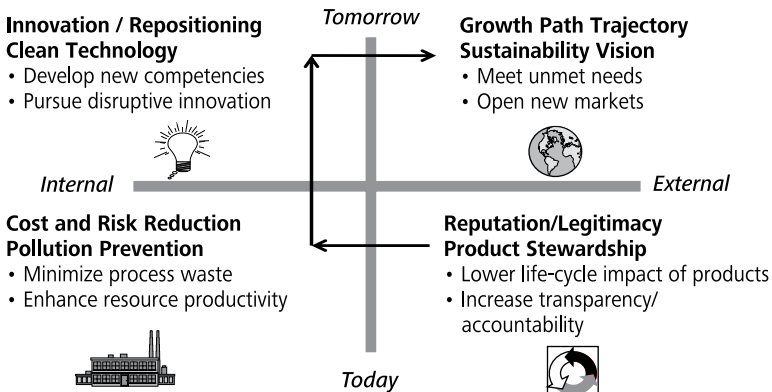 Tomorrow
Innovation / Repositioning
Clean Technology
• Develop new competencies
• Pursue disruptive innovation
Growth Path Trajectory
Sustainability Vision
• Meet unmet needs
• Open new markets
Internal
External
Cost and Risk Reduction
Pollution Prevention
• Minimize process waste
• Enhance resource productivity
Reputation/Legitimacy
Product Stewardship
• Lower life-cycle impact of products
• Increase transparency/
accountability
Today